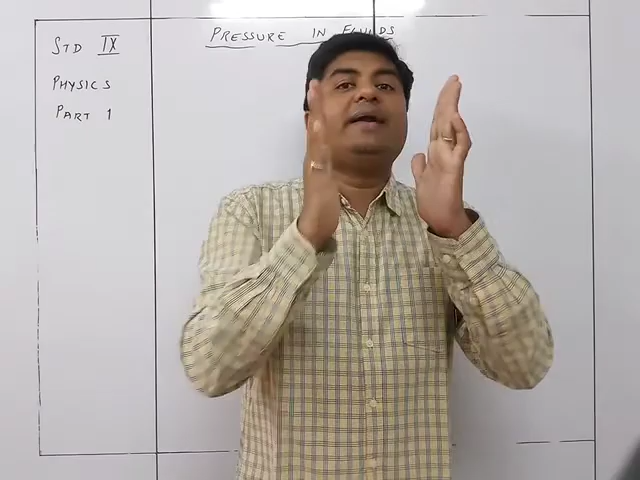 STD IX
PHYSICS
PART 1
PRESSURE IN FLUIDS